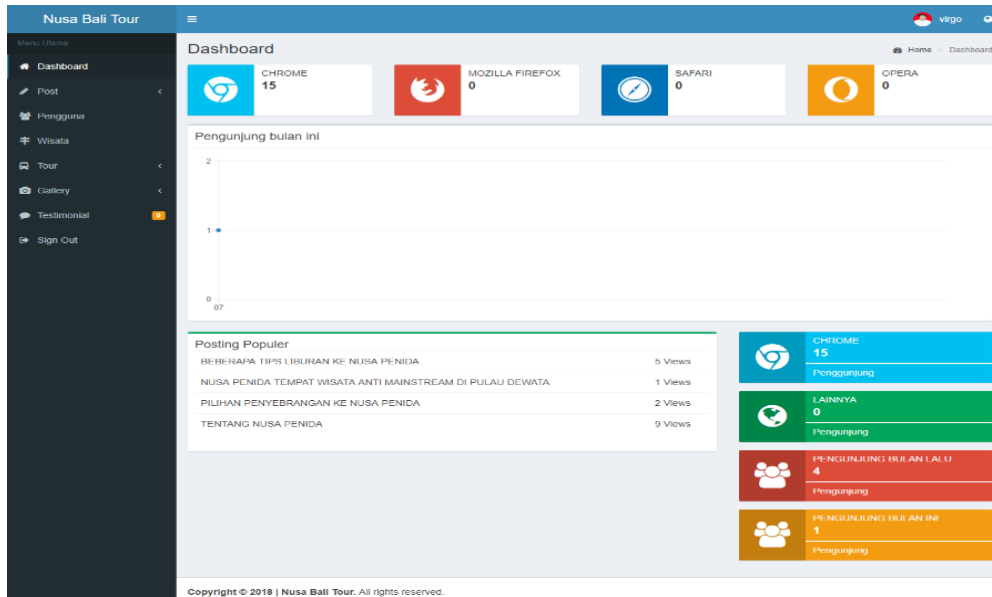 Nusa Bali Tour
virgo
Menu Utama
Dashboard
Post
Pengguna
Wisata
Tour
Gallery
Testimonial 0
Sign Out
Dashboard
Home > Dashboard
CHROME
15
MOZILLA FIREFOX
0
SAFARI
0
OPERA
0
Pengunjung bulan ini
2
1
0
07
Posting Populer
BEBERAPA TIPS LIBURAN KE NUSA PENIDA 5 Views
NUSA PENIDA TEMPAT WISATA ANTI MAINSTREAM DI PULAU DEWATA 1 Views
PILIHAN PENYEBRANGAN KE NUSA PENIDA 2 Views
TENTANG NUSA PENIDA 9 Views
CHROME
15
Penggunjung
LAINNYA
0
Pengunjung
PENGUNJUNG BULAN LALU
4
Pengunjung
PENGUNJUNG BULAN INI
1
Pengunjung
Copyright © 2018 | Nusa Bali Tour. All rights reserved.